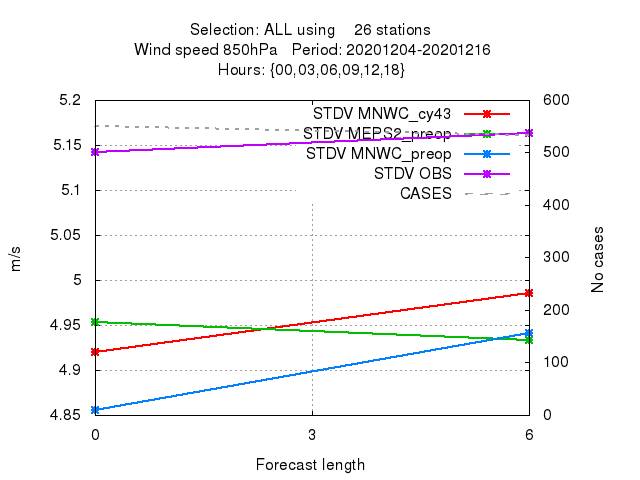 Selection: ALL using 26 stations
Wind speed 850hPa Period: 20201204-20201216
Hours: {00,03,06,09,12,18}
5.2
5.15
5.1
5.05
5
4.95
4.9
4.85
m/s
STDV MNWC_cy43
STDV MEPS2_preop
STDV MNWC_preop
STDV OBS
CASES
600
500
400
300
200
100
0
No cases
0 3 6
Forecast length